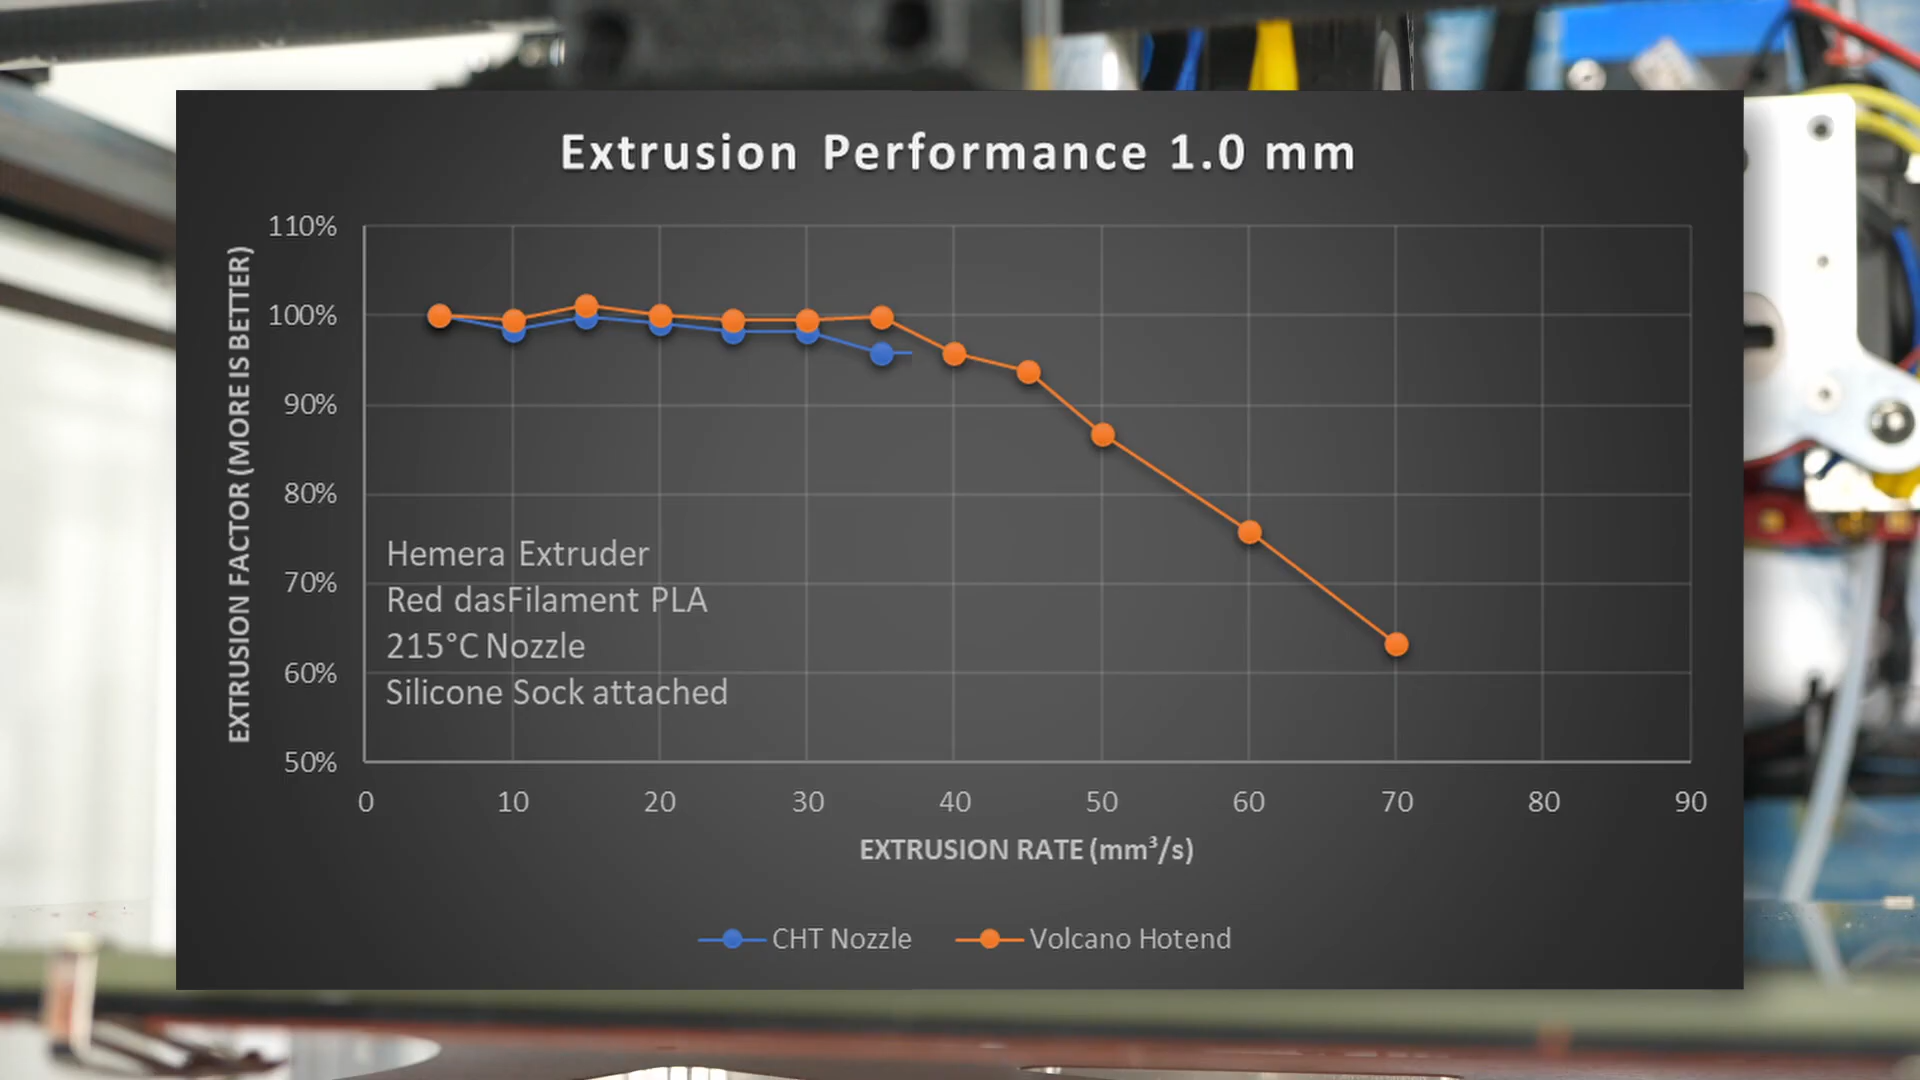 Extrusion Performance 1.0 mm
EXTRUSION FACTOR (MORE IS BETTER)
110%
100%
90%
80%
70%
60%
50%
Hemera Extruder
Red dasFilament PLA
215°C Nozzle
Silicone Sock attached
0 10 20 30 40 50 60 70 80 90
EXTRUSION RATE (mm³/s)
CHT Nozzle Volcano Hotend